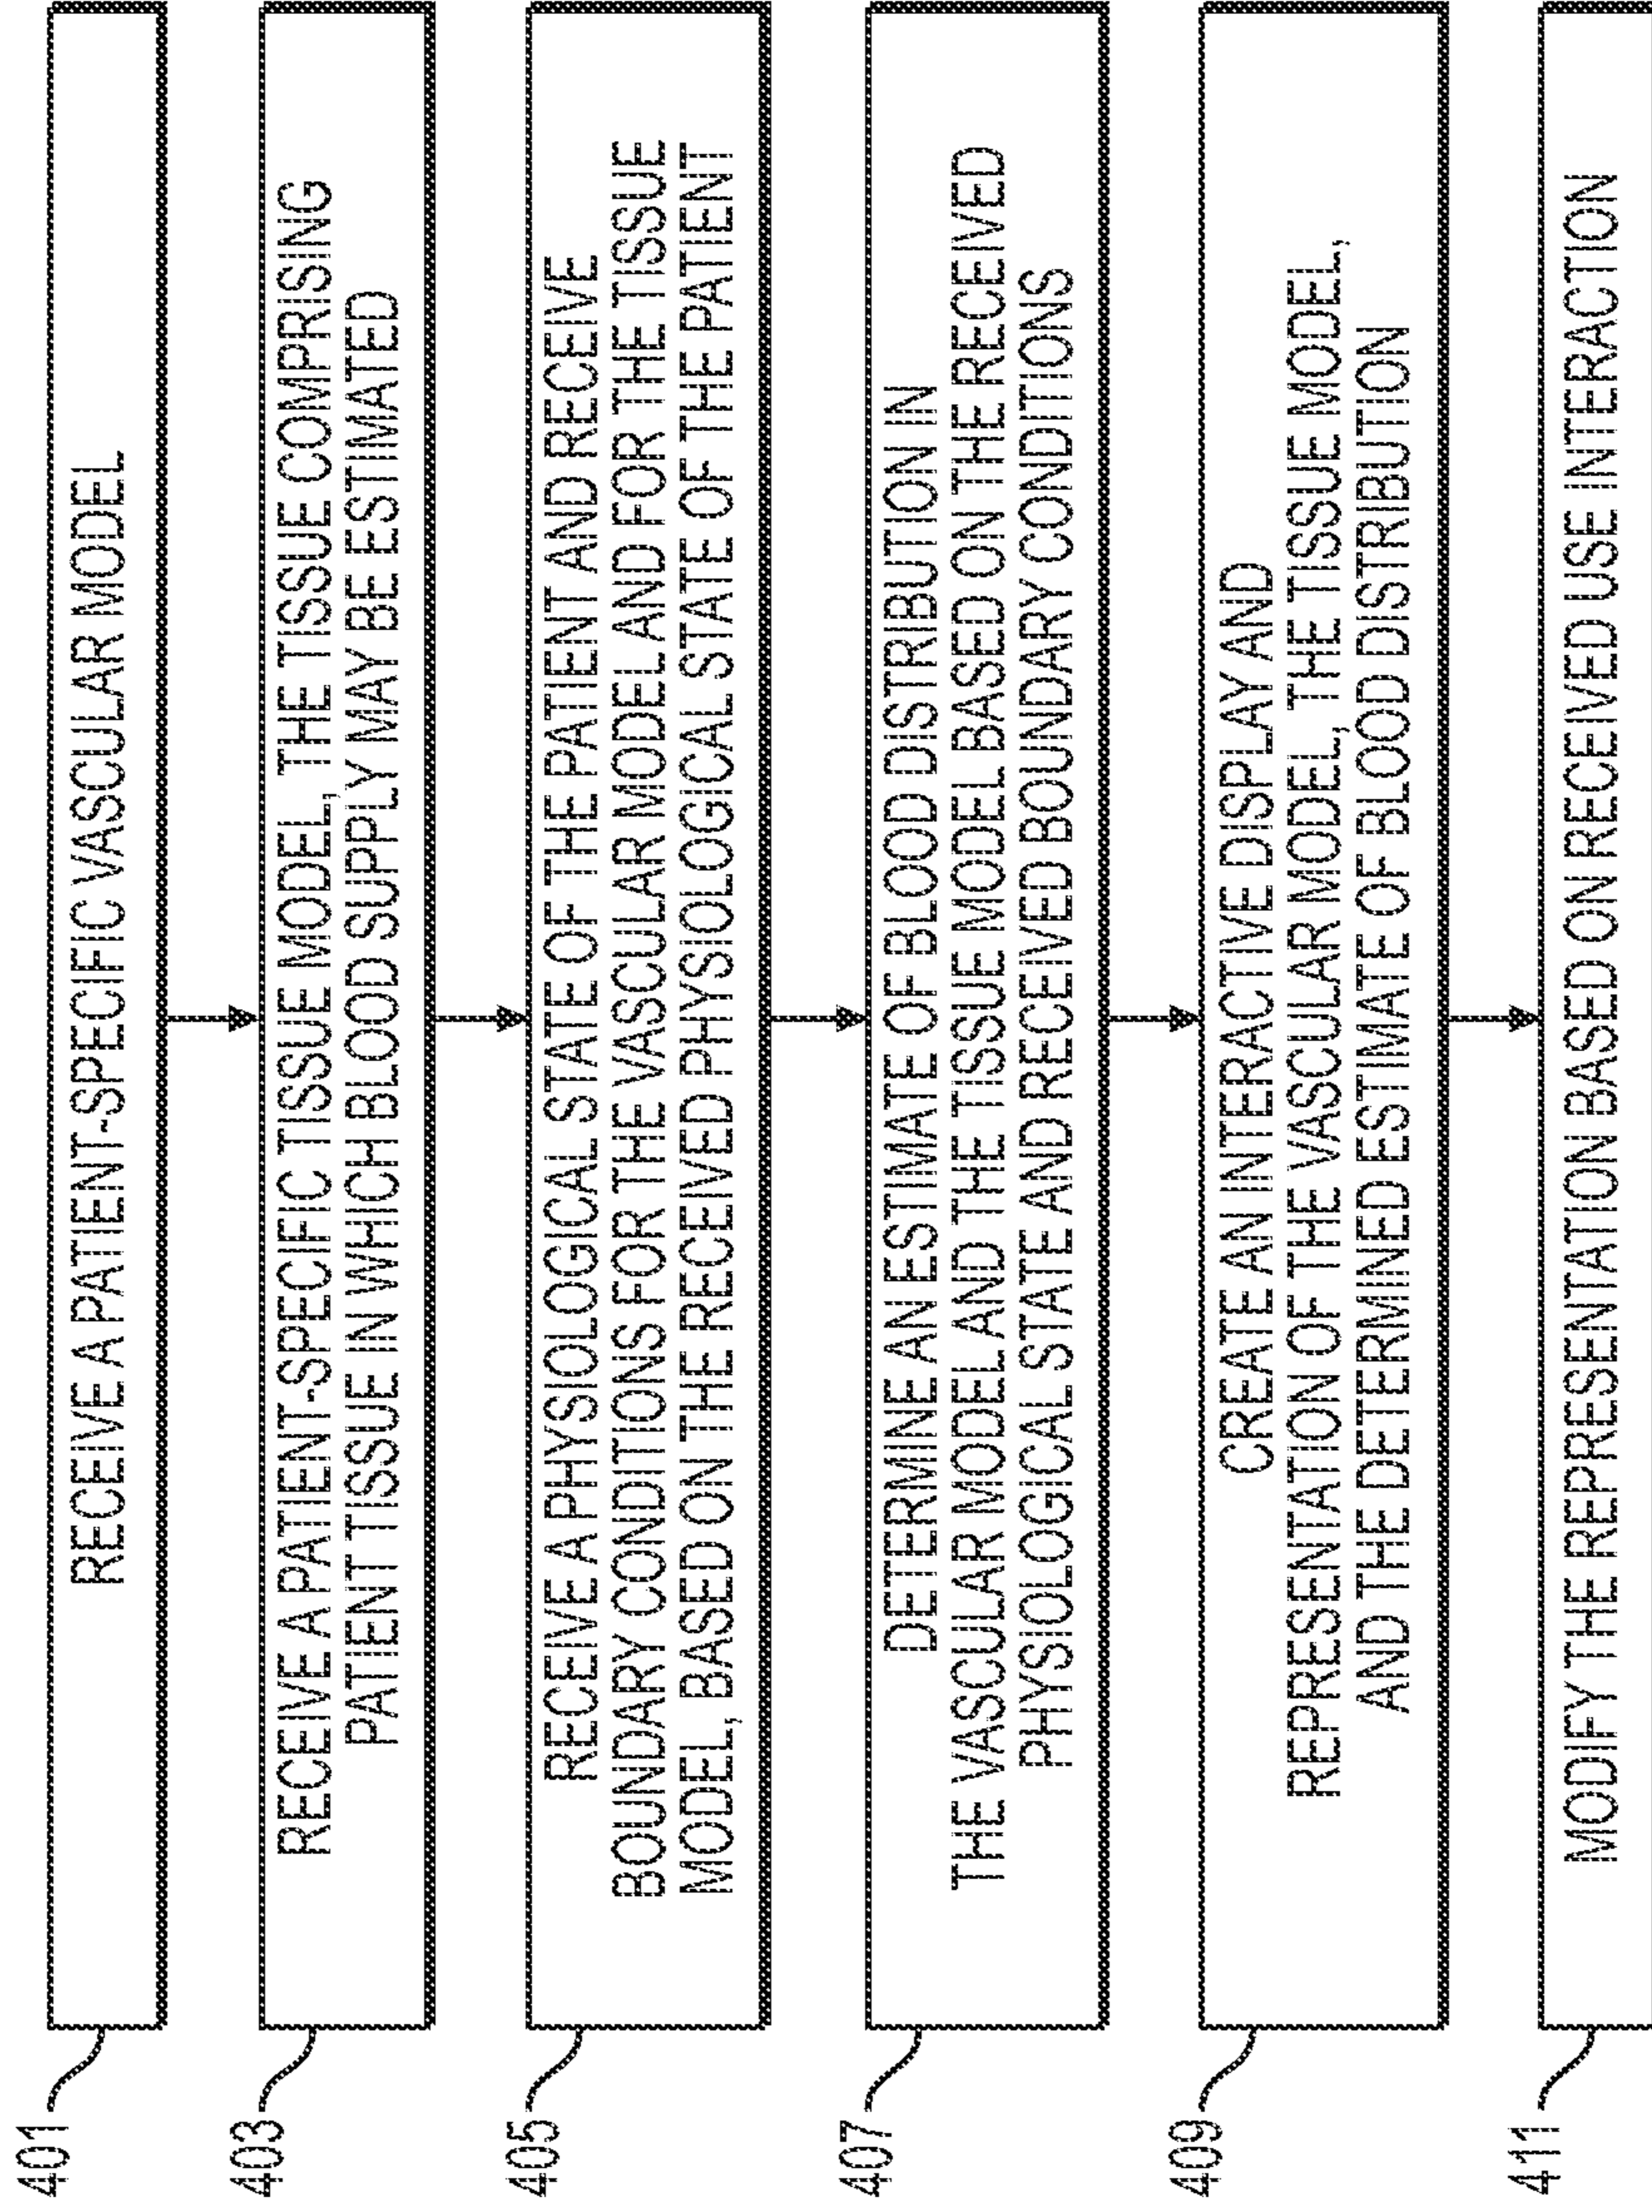 401
RECEIVE A PATIENT-SPECIFIC VASCULAR MODEL
403
RECEIVE A PATIENT-SPECIFIC TISSUE MODEL, THE TISSUE COMPRISING
PATIENT TISSUE IN WHICH BLOOD SUPPLY MAY BE ESTIMATED
405
RECEIVE A PHYSIOLOGICAL STATE OF THE PATIENT AND RECEIVE
BOUNDARY CONDITIONS FOR THE VASCULAR MODEL AND FOR THE TISSUE
MODEL, BASED ON THE RECEIVED PHYSIOLOGICAL STATE OF THE PATIENT
407
DETERMINE AN ESTIMATE OF BLOOD DISTRIBUTION IN
THE VASCULAR MODEL AND THE TISSUE MODEL BASED ON THE RECEIVED
PHYSIOLOGICAL STATE AND RECEIVED BOUNDARY CONDITIONS
409
CREATE AN INTERACTIVE DISPLAY AND
REPRESENTATION OF THE VASCULAR MODEL, THE TISSUE MODEL,
AND THE DETERMINED ESTIMATE OF BLOOD DISTRIBUTION
411
MODIFY THE REPRESENTATION BASED ON RECEIVED USE INTERACTION